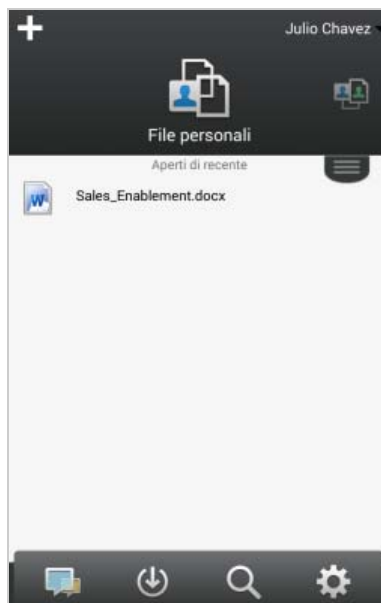 Julio Chavez
File personali
Aperti di recente
Sales_Enablement.docx